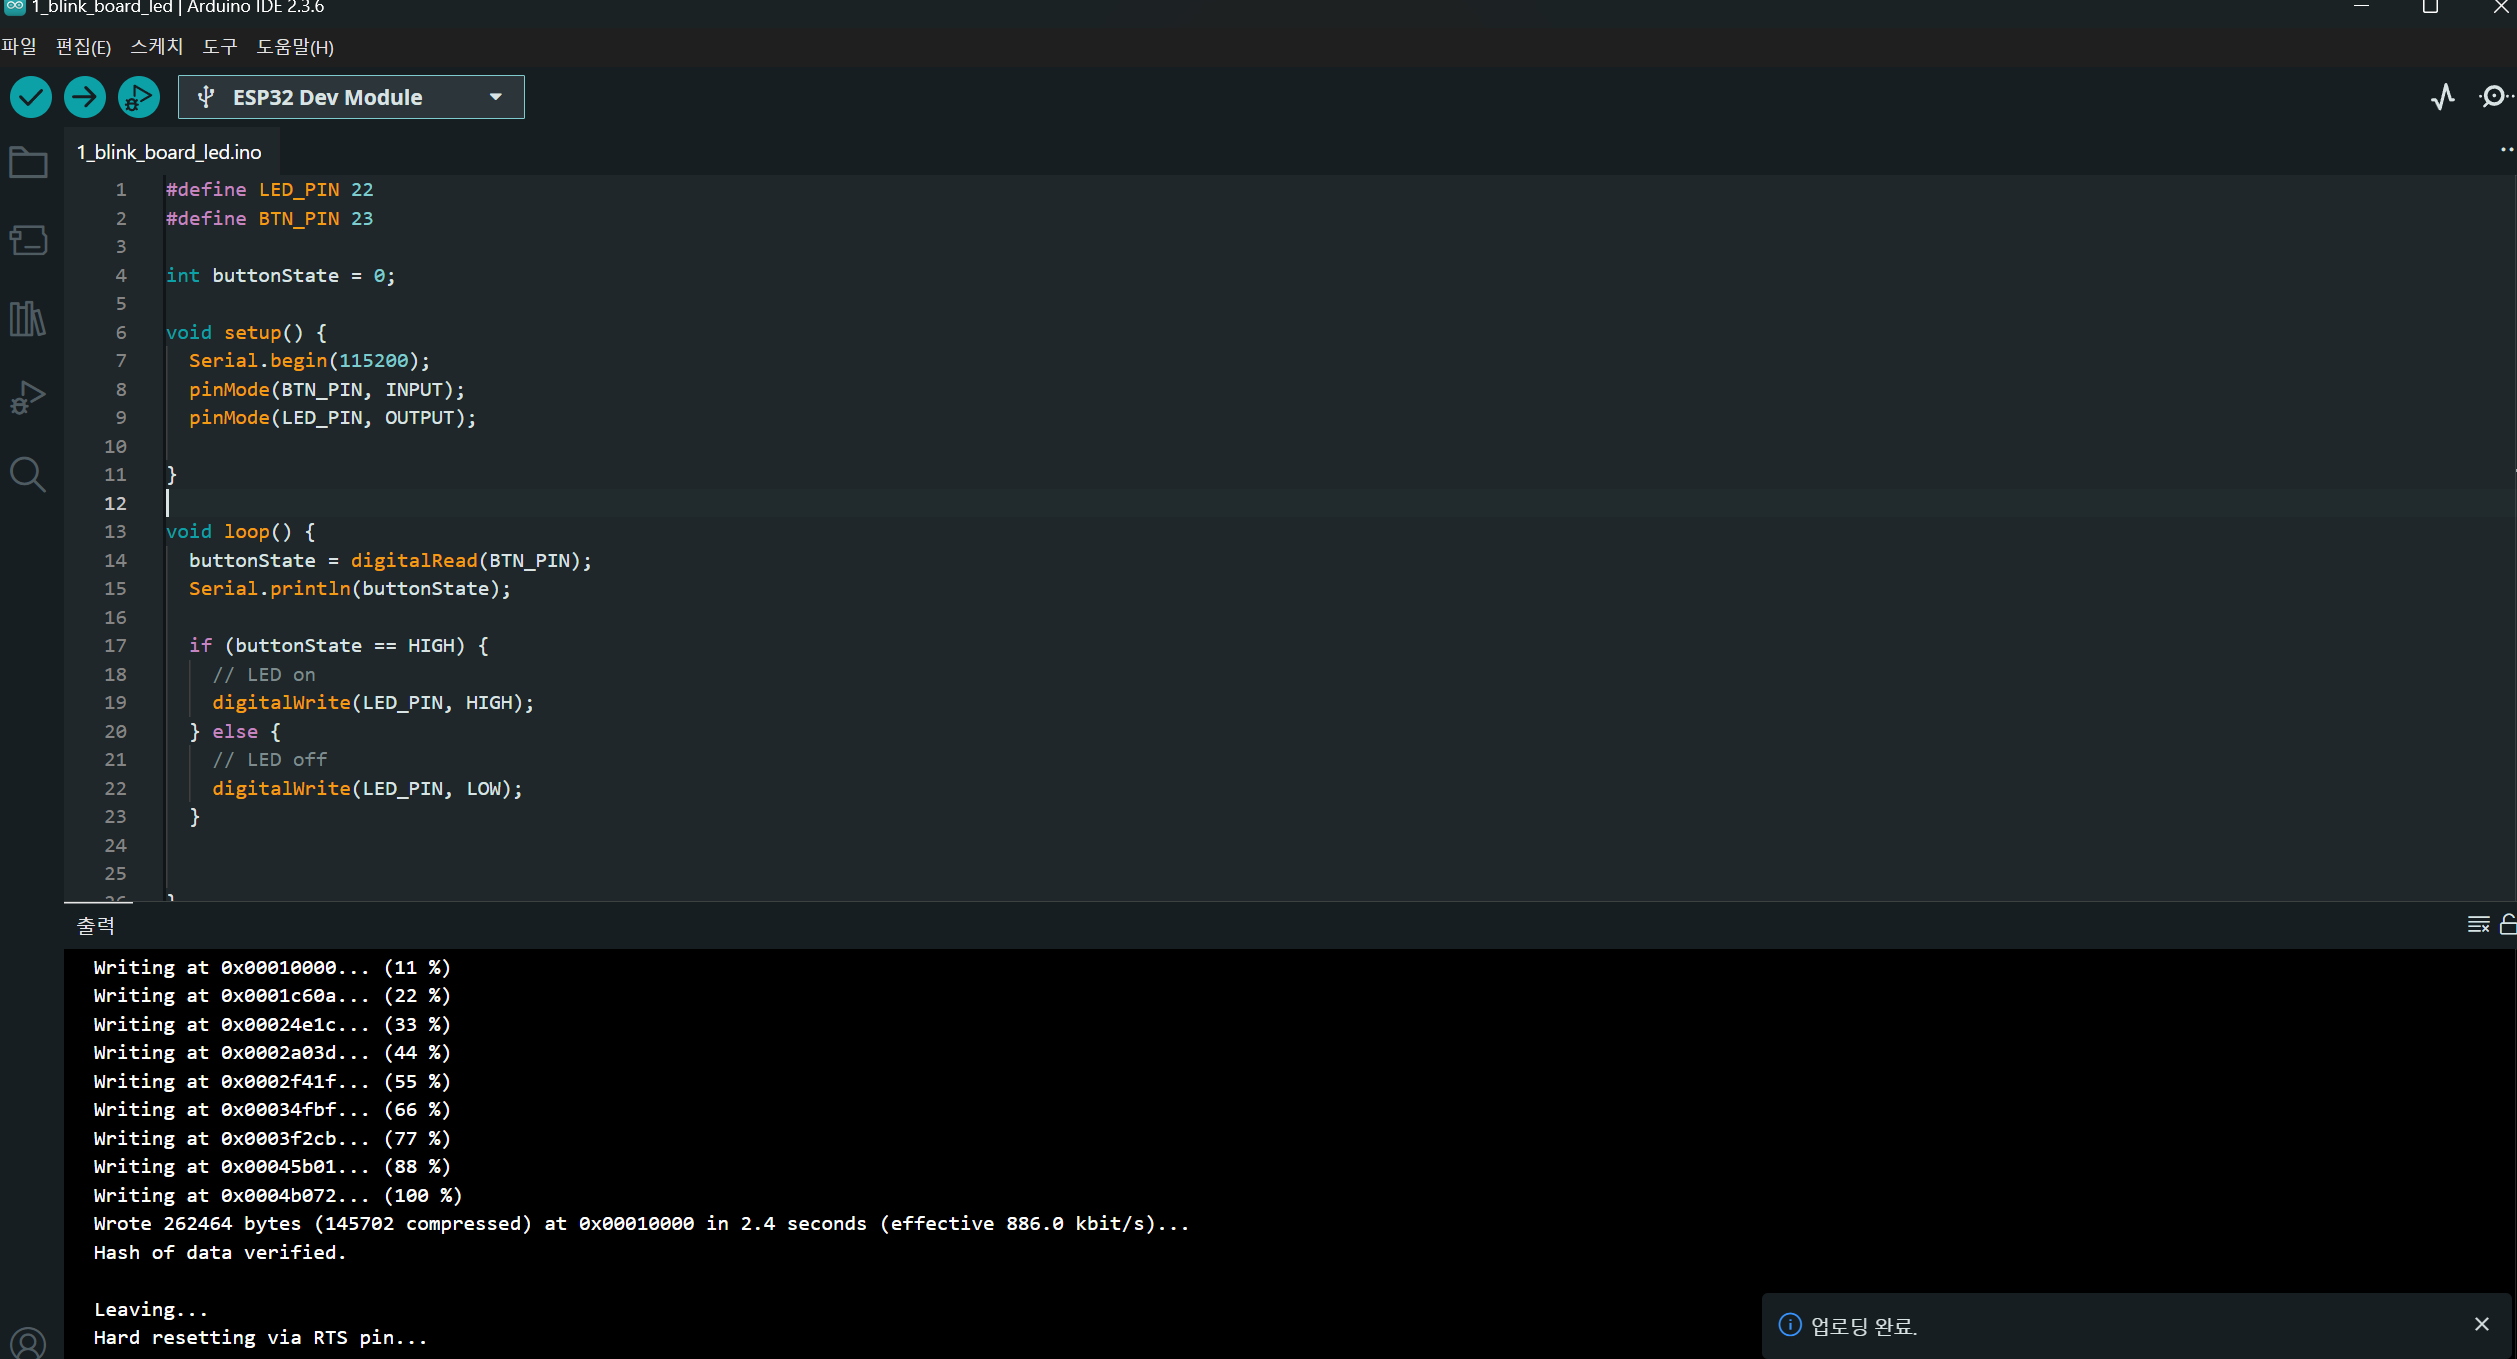 1_blink_board_led | Arduino IDE 2.3.6
파일 편집(E) 스케치 도구 도움말(H)
ESP32 Dev Module
1_blink_board_led.ino
1 #define LED_PIN 22
2 #define BTN_PIN 23
3
4 int buttonState = 0;
5
6 void setup() {
7 Serial.begin(115200);
8 pinMode(BTN_PIN, INPUT);
9 pinMode(LED_PIN, OUTPUT);
10
11 }
12
13 void loop() {
14 buttonState = digitalRead(BTN_PIN);
15 Serial.println(buttonState);
16
17 if (buttonState == HIGH) {
18 // LED on
19 digitalWrite(LED_PIN, HIGH);
20 } else {
21 // LED off
22 digitalWrite(LED_PIN, LOW);
23 }
24
25
26 }
출력
Writing at 0x00010000... (11 %)
Writing at 0x0001c60a... (22 %)
Writing at 0x00024e1c... (33 %)
Writing at 0x0002a03d... (44 %)
Writing at 0x0002f41f... (55 %)
Writing at 0x00034fbf... (66 %)
Writing at 0x0003f2cb... (77 %)
Writing at 0x00045b01... (88 %)
Writing at 0x0004b072... (100 %)
Wrote 262464 bytes (145702 compressed) at 0x00010000 in 2.4 seconds (effective 886.0 kbit/s)...
Hash of data verified.
Leaving...
Hard resetting via RTS pin...
업로딩 완료.